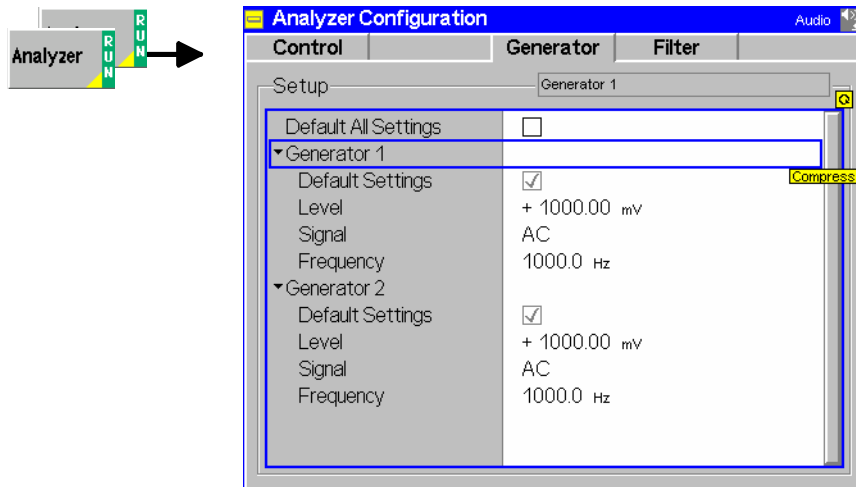 RUN
Analyzer
RUN
Analyzer Configuration Audio
Control Generator Filter
Setup Generator 1
Default All Settings
Generator 1
Compress
Default Settings
Level + 1000.00 mV
Signal AC
Frequency 1000.0 Hz
Generator 2
Default Settings
Level + 1000.00 mV
Signal AC
Frequency 1000.0 Hz